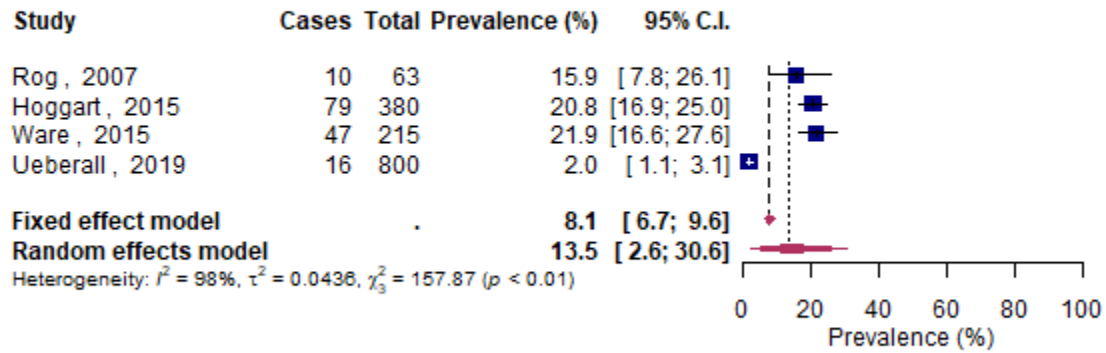 Study Cases Total Prevalence (%) 95% C.I.
Rog , 2007 10 63 15.9 [ 7.8; 26.1]
Hoggart , 2015 79 380 20.8 [16.9; 25.0]
Ware , 2015 47 215 21.9 [16.6; 27.6]
Ueberall , 2019 16 800 2.0 [ 1.1; 3.1]
Fixed effect model . 8.1 [ 6.7; 9.6]
Random effects model 13.5 [ 2.6; 30.6]
Heterogeneity: I² = 98%, τ² = 0.0436, χ²₃ = 157.87 (p < 0.01)
0 20 40 60 80 100
Prevalence (%)